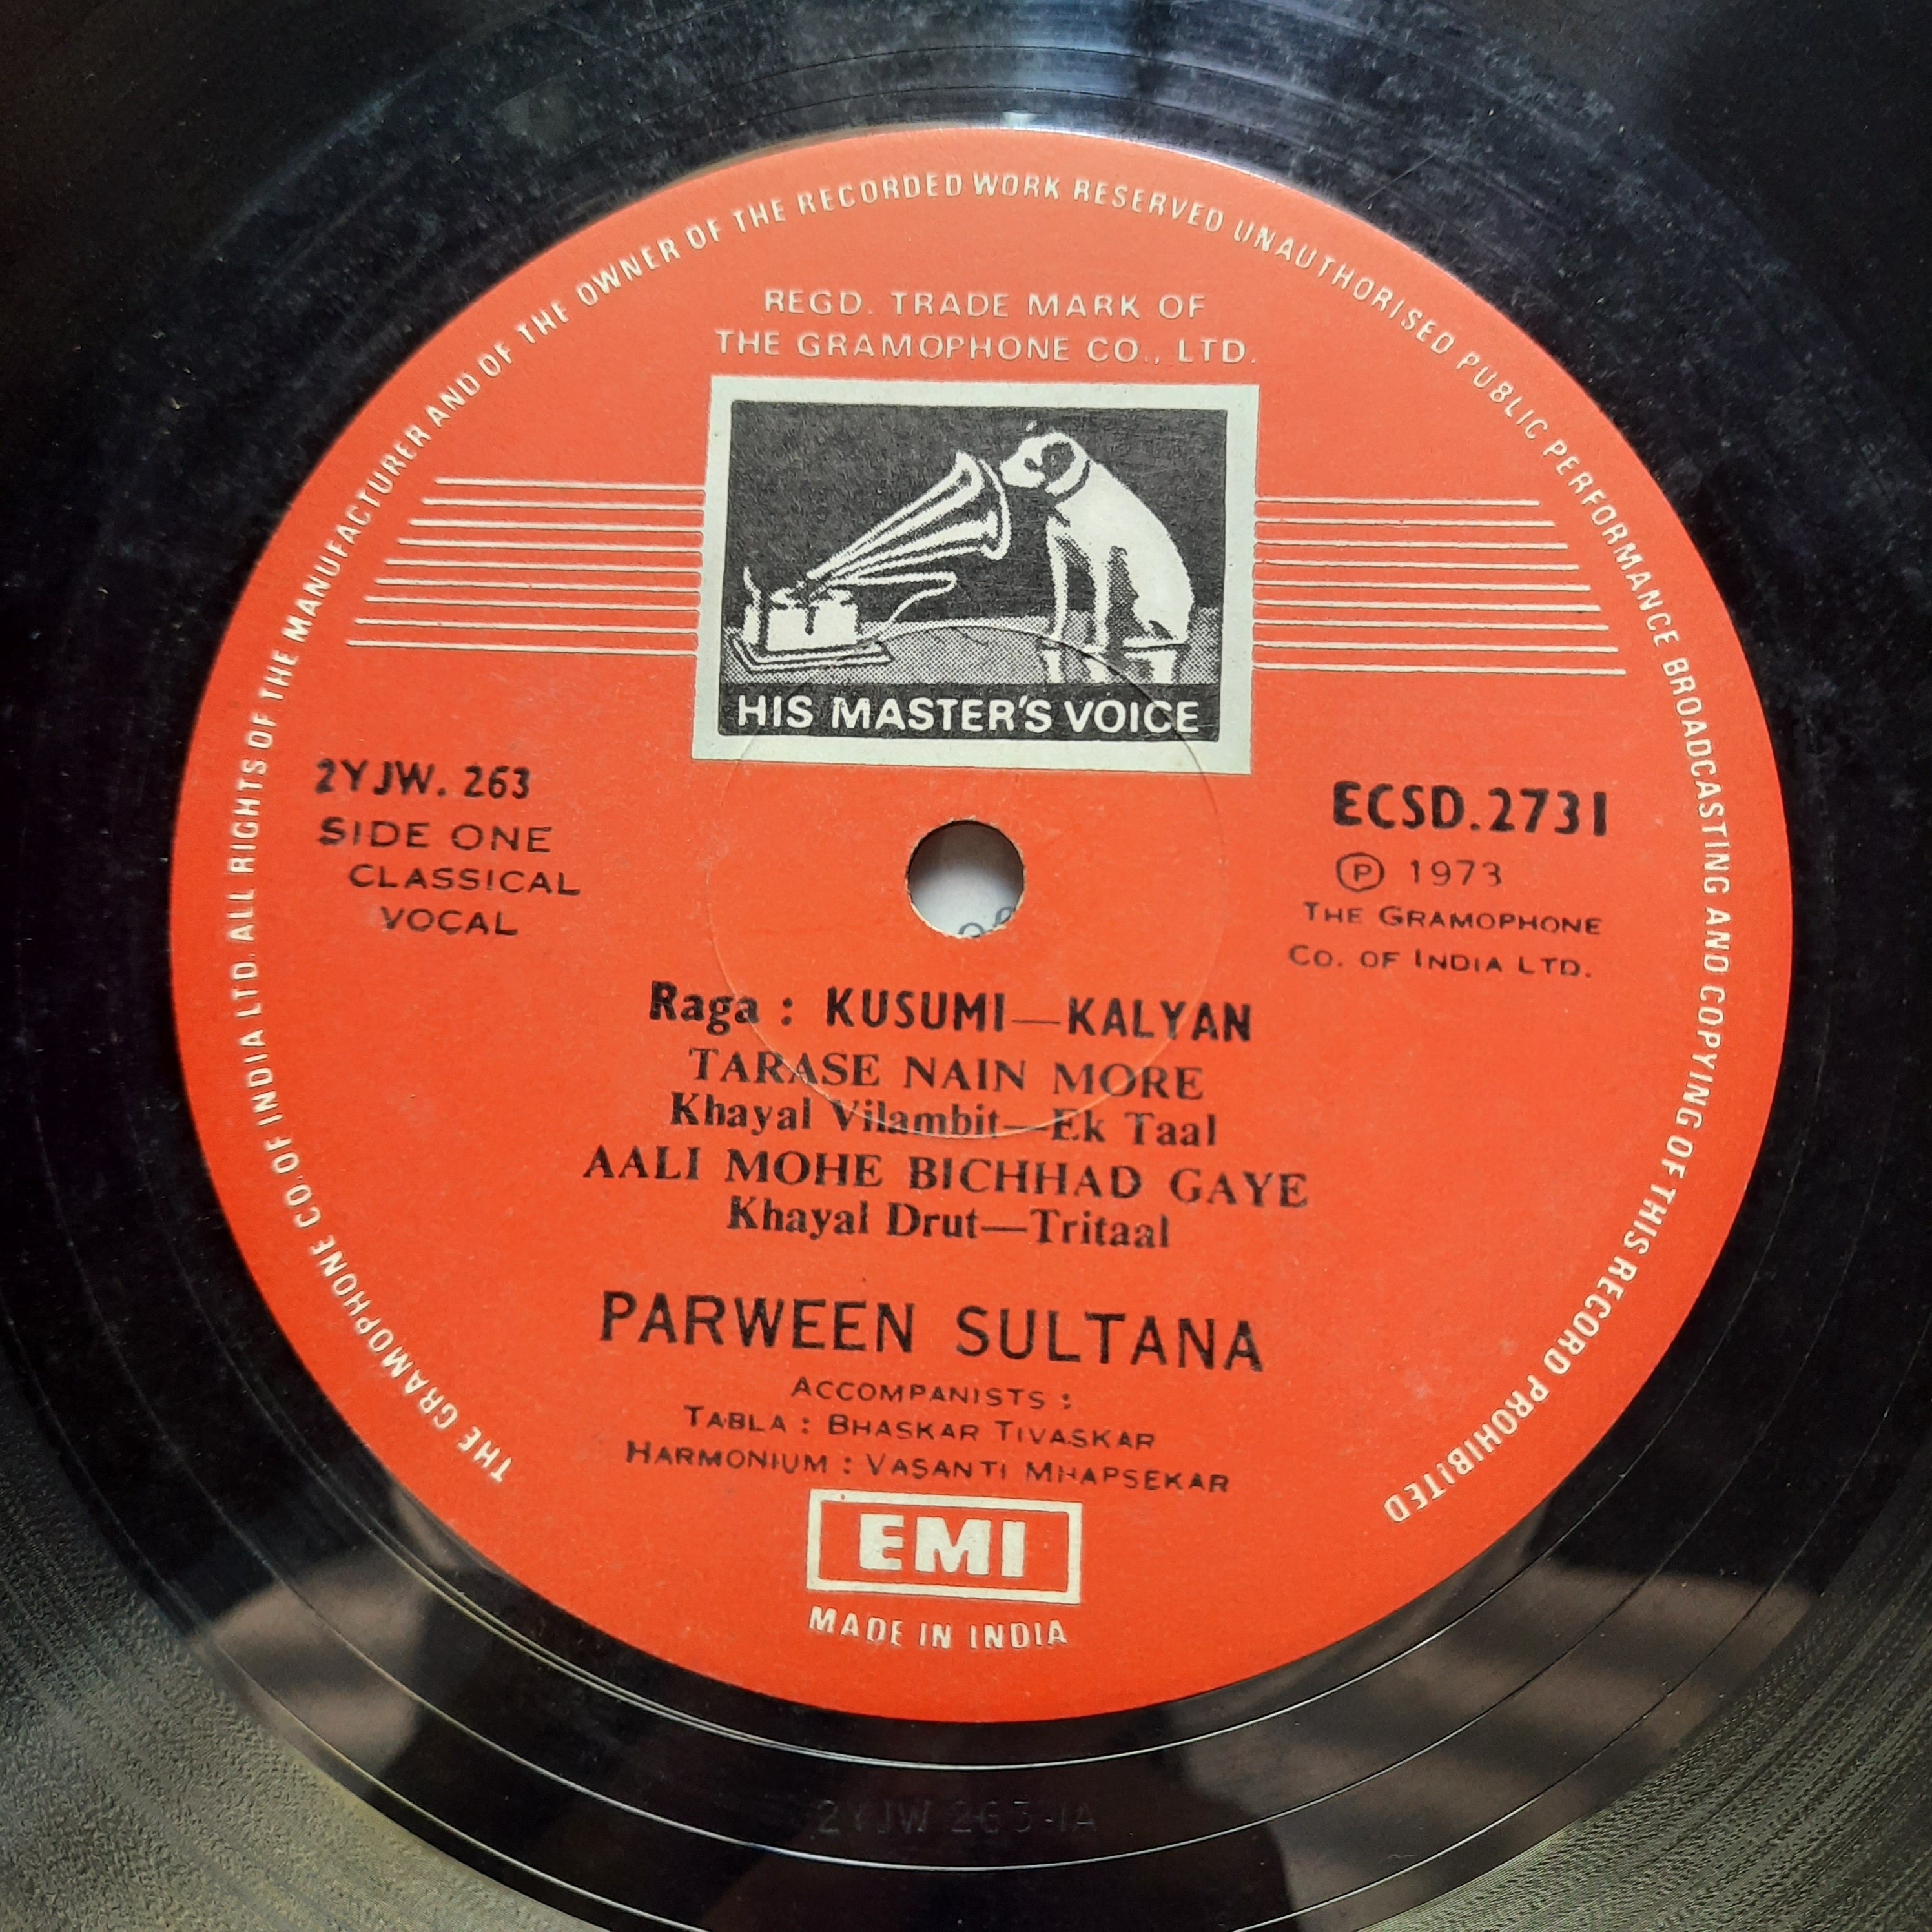 THE GRAMOPHONE CO. OF INDIA LTD. ALL RIGHTS OF THE MANUFACTURER AND OF THE OWNER OF THE RECORDED WORK RESERVED UNAUTHORISED PUBLIC PERFORMANCE BROADCASTING AND COPYING OF THIS RECORD PROHIBITED
REGD. TRADE MARK OF
THE GRAMOPHONE CO., LTD.
HIS MASTER'S VOICE
2YJW. 263
SIDE ONE
CLASSICAL
VOCAL
ECSD.2731
Ⓟ 1973
THE GRAMOPHONE
CO. OF INDIA LTD.
Raga : KUSUMI—KALYAN
TARASE NAIN MORE
Khayal Vilambit—Ek Taal
AALI MOHE BICHHAD GAYE
Khayal Drut—Tritaal
PARWEEN SULTANA
ACCOMPANISTS :
TABLA : BHASKAR TIVASKAR
HARMONIUM : VASANTI MHAPSEKAR
EMI
MADE IN INDIA
2YJW 263-1A